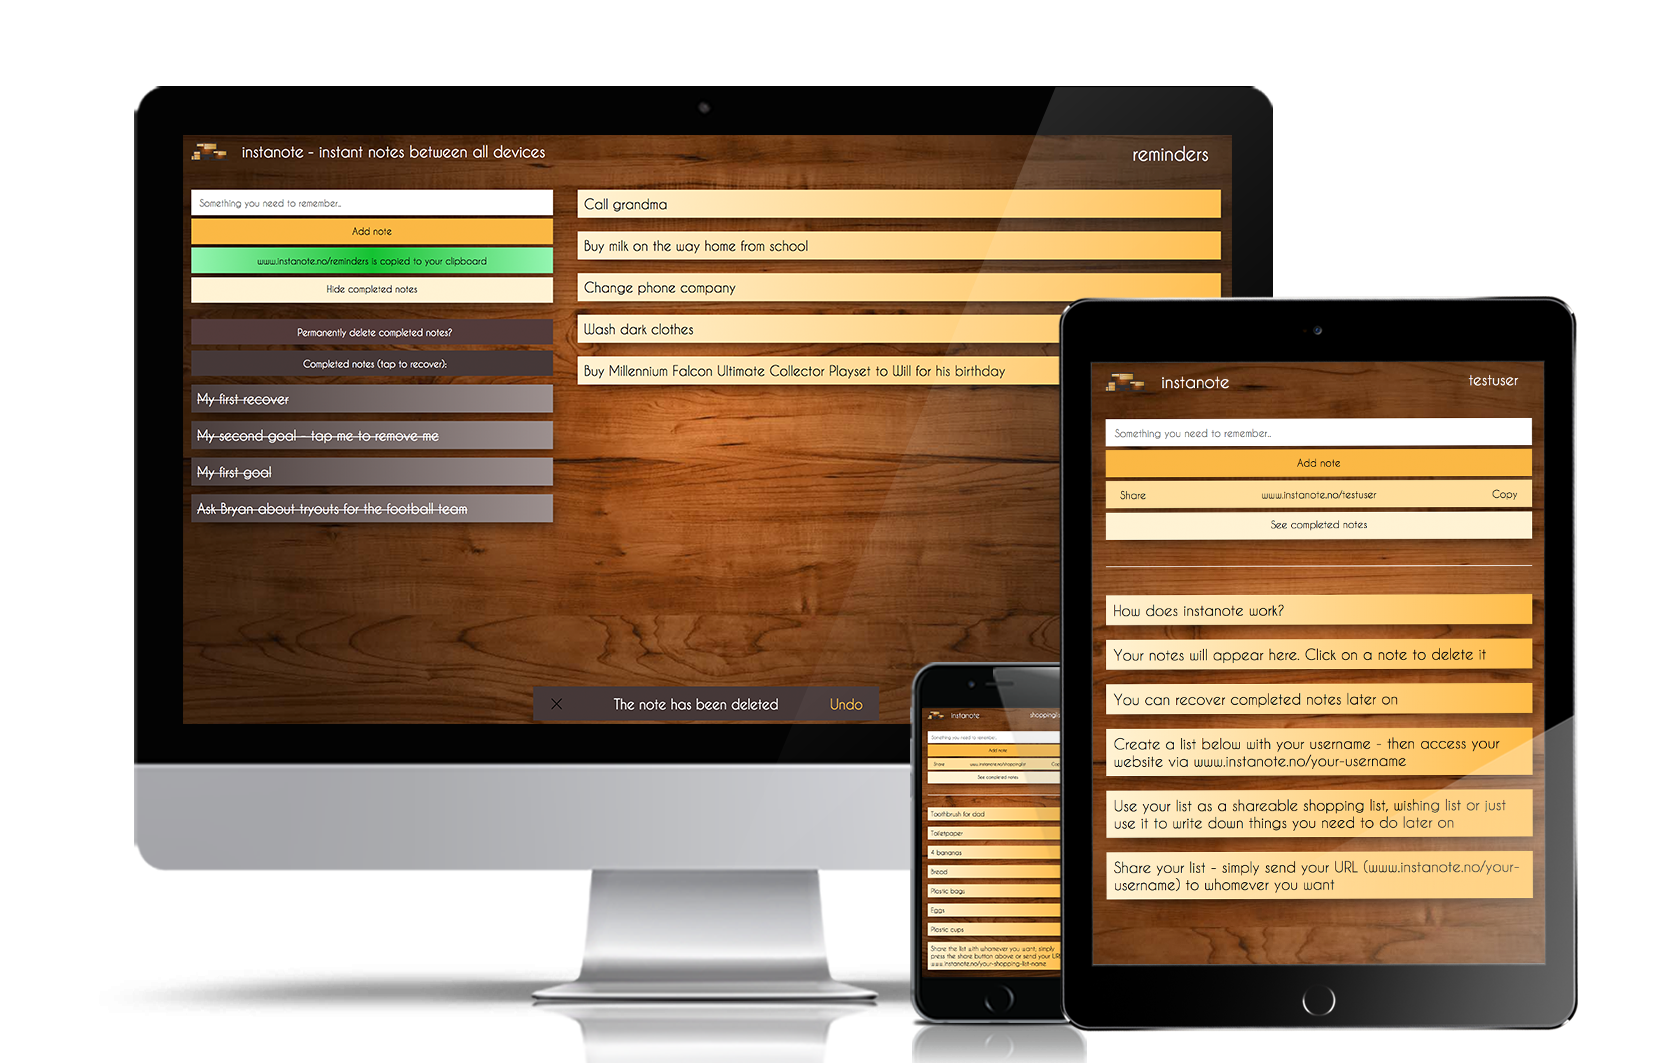 instanote - instant notes between all devices
reminders
Something you need to remember..
Add note
www.instanote.no/reminders is copied to your clipboard
Hide completed notes
Permanently delete completed notes?
Completed notes (tap to recover):
My first recover
My second goal - tap me to remove me
My first goal
Ask Bryan about tryouts for the football team
Call grandma
Buy milk on the way home from school
Change phone company
Wash dark clothes
Buy Millennium Falcon Ultimate Collector Playset to Will for his birthday
The note has been deleted
Undo
instanote
Something you need to remember..
Add note
Share
www.instanote.no/shoppinglist
See completed notes
Toothbrush for dad
Toiletpaper
4 bananas
Bread
Plastic bags
Eggs
Plastic cups
Share the list with whomever you want, simply
press the share button above or send your URL
www.instanote.no/your-shopping-list-name
instanote
testuser
Something you need to remember..
Add note
Share www.instanote.no/testuser Copy
See completed notes
How does instanote work?
Your notes will appear here. Click on a note to delete it
You can recover completed notes later on
Create a list below with your username - then access your
website via www.instanote.no/your-username
Use your list as a shareable shopping list, wishing list or just
use it to write down things you need to do later on
Share your list - simply send your URL (www.instanote.no/your-
username) to whomever you want